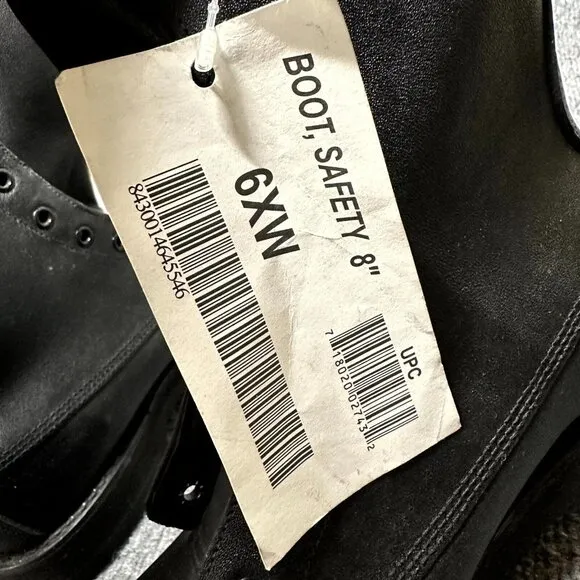 BOOT, SAFETY 8"
6XW
8430014645546
UPC
7 18020 02743 2